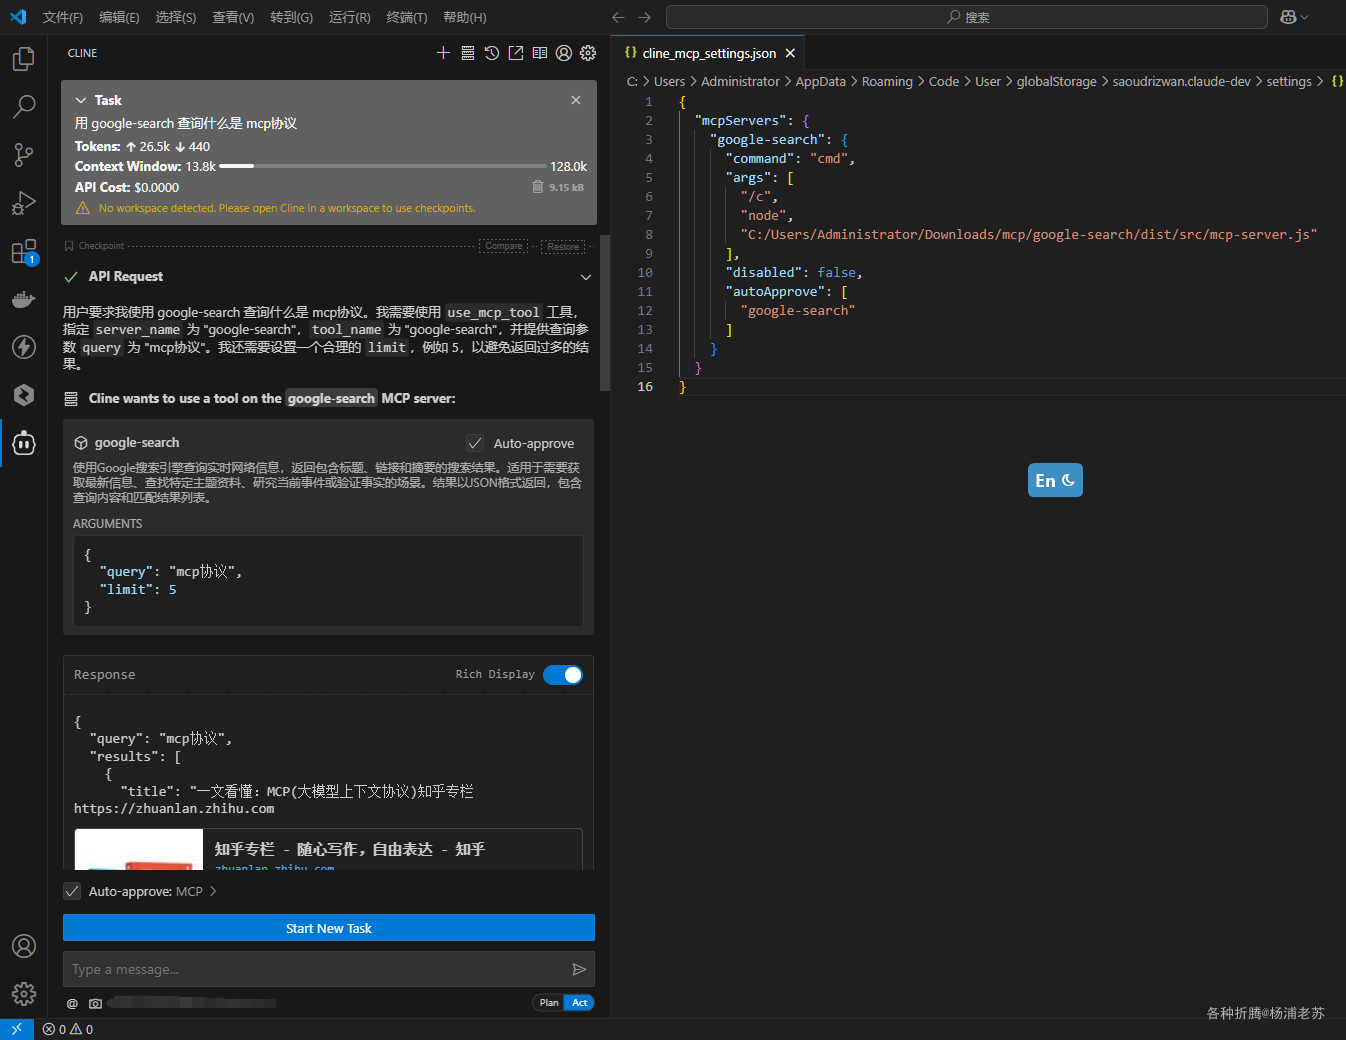 文件(F) 编辑(E) 选择(S) 查看(V) 转到(G) 运行(R) 终端(T) 帮助(H) 搜索
CLINE
Task
用 google-search 查询什么是 mcp协议
Tokens: ↑ 26.5k ↓ 440
Context Window: 13.8k 128.0k
API Cost: $0.0000 9.15 kB
No workspace detected. Please open Cline in a workspace to use checkpoints.
Checkpoint Compare Restore
API Request
用户要求我使用 google-search 查询什么是 mcp协议。我需要使用 use_mcp_tool 工具，
指定 server_name 为 "google-search"，tool_name 为 "google-search"，并提供查询参
数 query 为 "mcp协议"。我还需要设置一个合理的 limit，例如 5，以避免返回过多的结
果。
Cline wants to use a tool on the google-search MCP server:
google-search Auto-approve
使用Google搜索引擎查询实时网络信息，返回包含标题、链接和摘要的搜索结果。适用于需要获
取最新信息、查找特定主题资料、研究当前事件或验证事实的场景。结果以JSON格式返回，包含
查询内容和匹配结果列表。
ARGUMENTS
{
"query": "mcp协议",
"limit": 5
}
Response Rich Display
{
"query": "mcp协议",
"results": [
{
"title": "一文看懂：MCP(大模型上下文协议)知乎专栏
https://zhuanlan.zhihu.com
知乎专栏 - 随心写作，自由表达 - 知乎
zhuanlan.zhihu.com
Auto-approve: MCP >
Start New Task
Type a message...
@
Plan Act
1
0 0
cline_mcp_settings.json
C: > Users > Administrator > AppData > Roaming > Code > User > globalStorage > saoudrizwan.claude-dev > settings > {}
1 {
2 "mcpServers": {
3 "google-search": {
4 "command": "cmd",
5 "args": [
6 "/c",
7 "node",
8 "C:/Users/Administrator/Downloads/mcp/google-search/dist/src/mcp-server.js"
9 ],
10 "disabled": false,
11 "autoApprove": [
12 "google-search"
13 ]
14 }
15 }
16 }
En
各种折腾@杨浦老苏